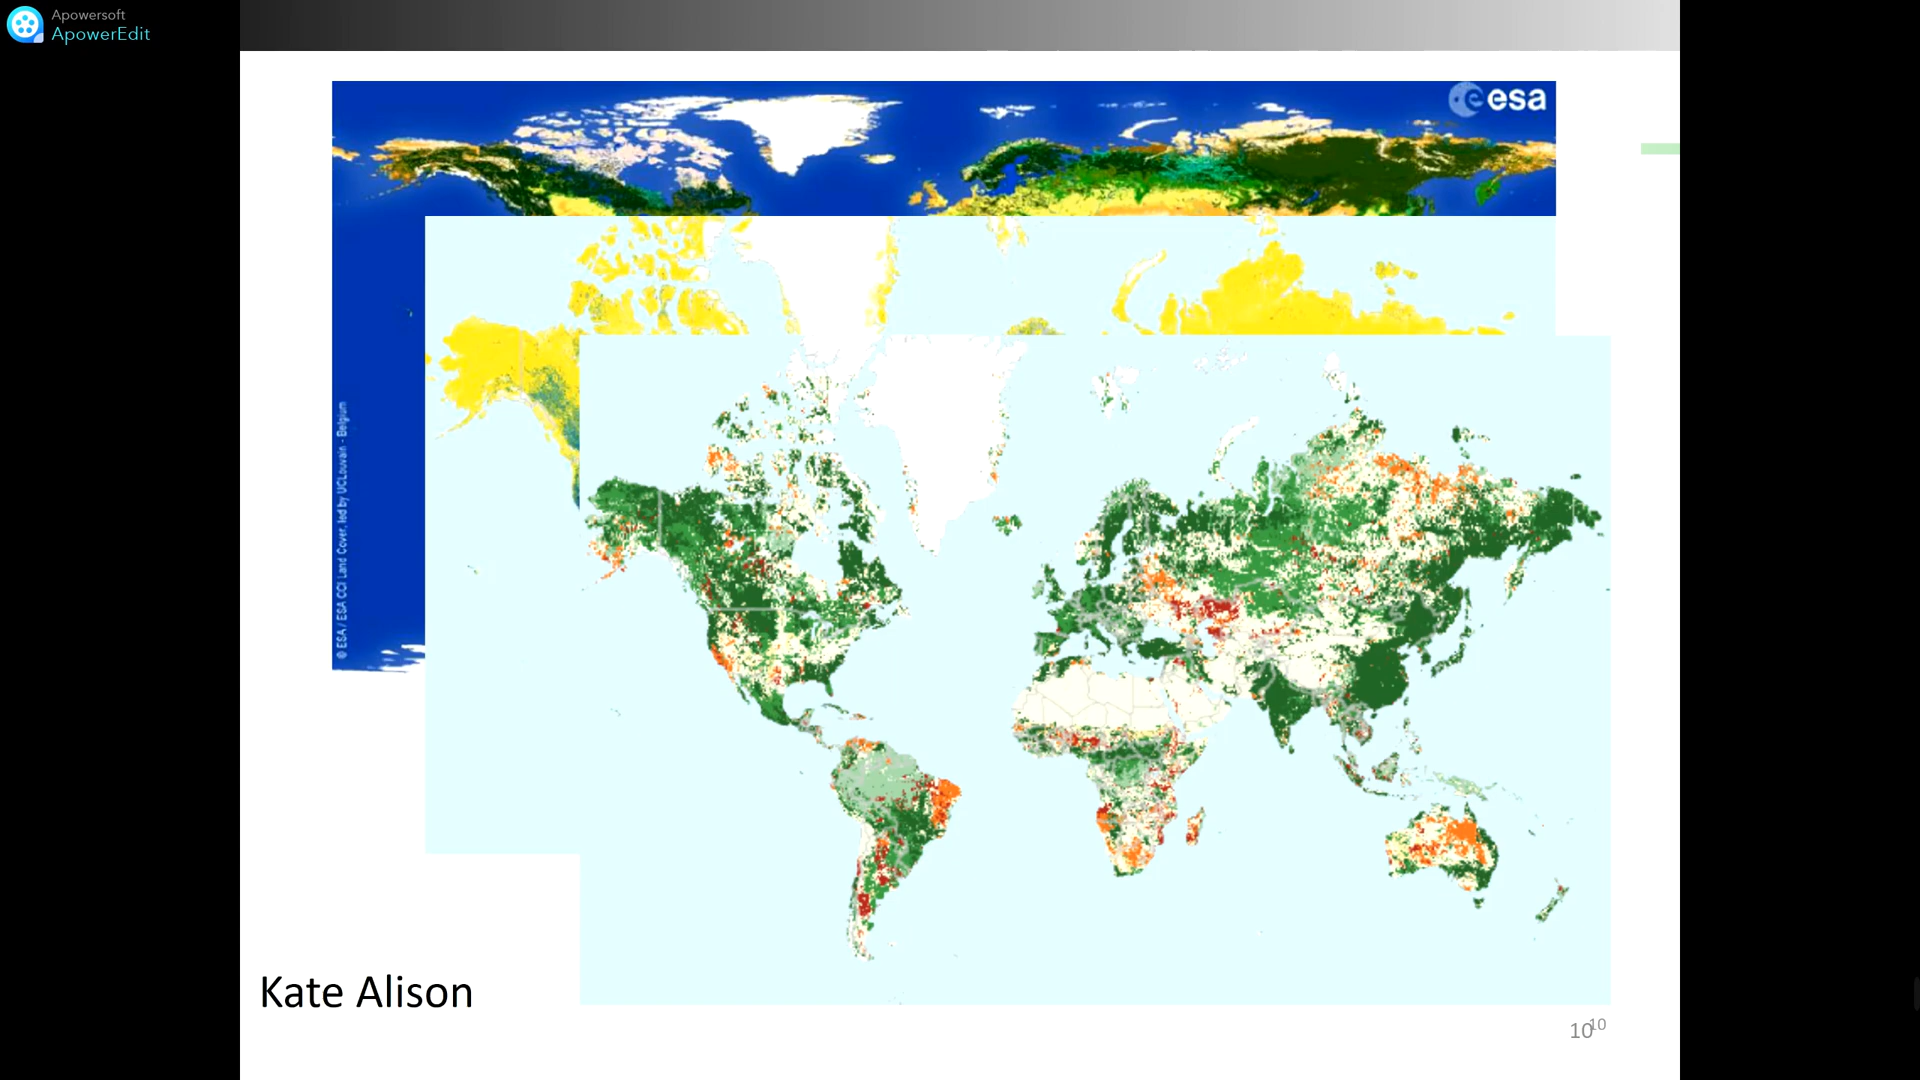 Apowersoft
ApowerEdit
esa
© ESA / ESA CCI Land Cover, led by UCLouvain - Belgium
Kate Alison
10
10